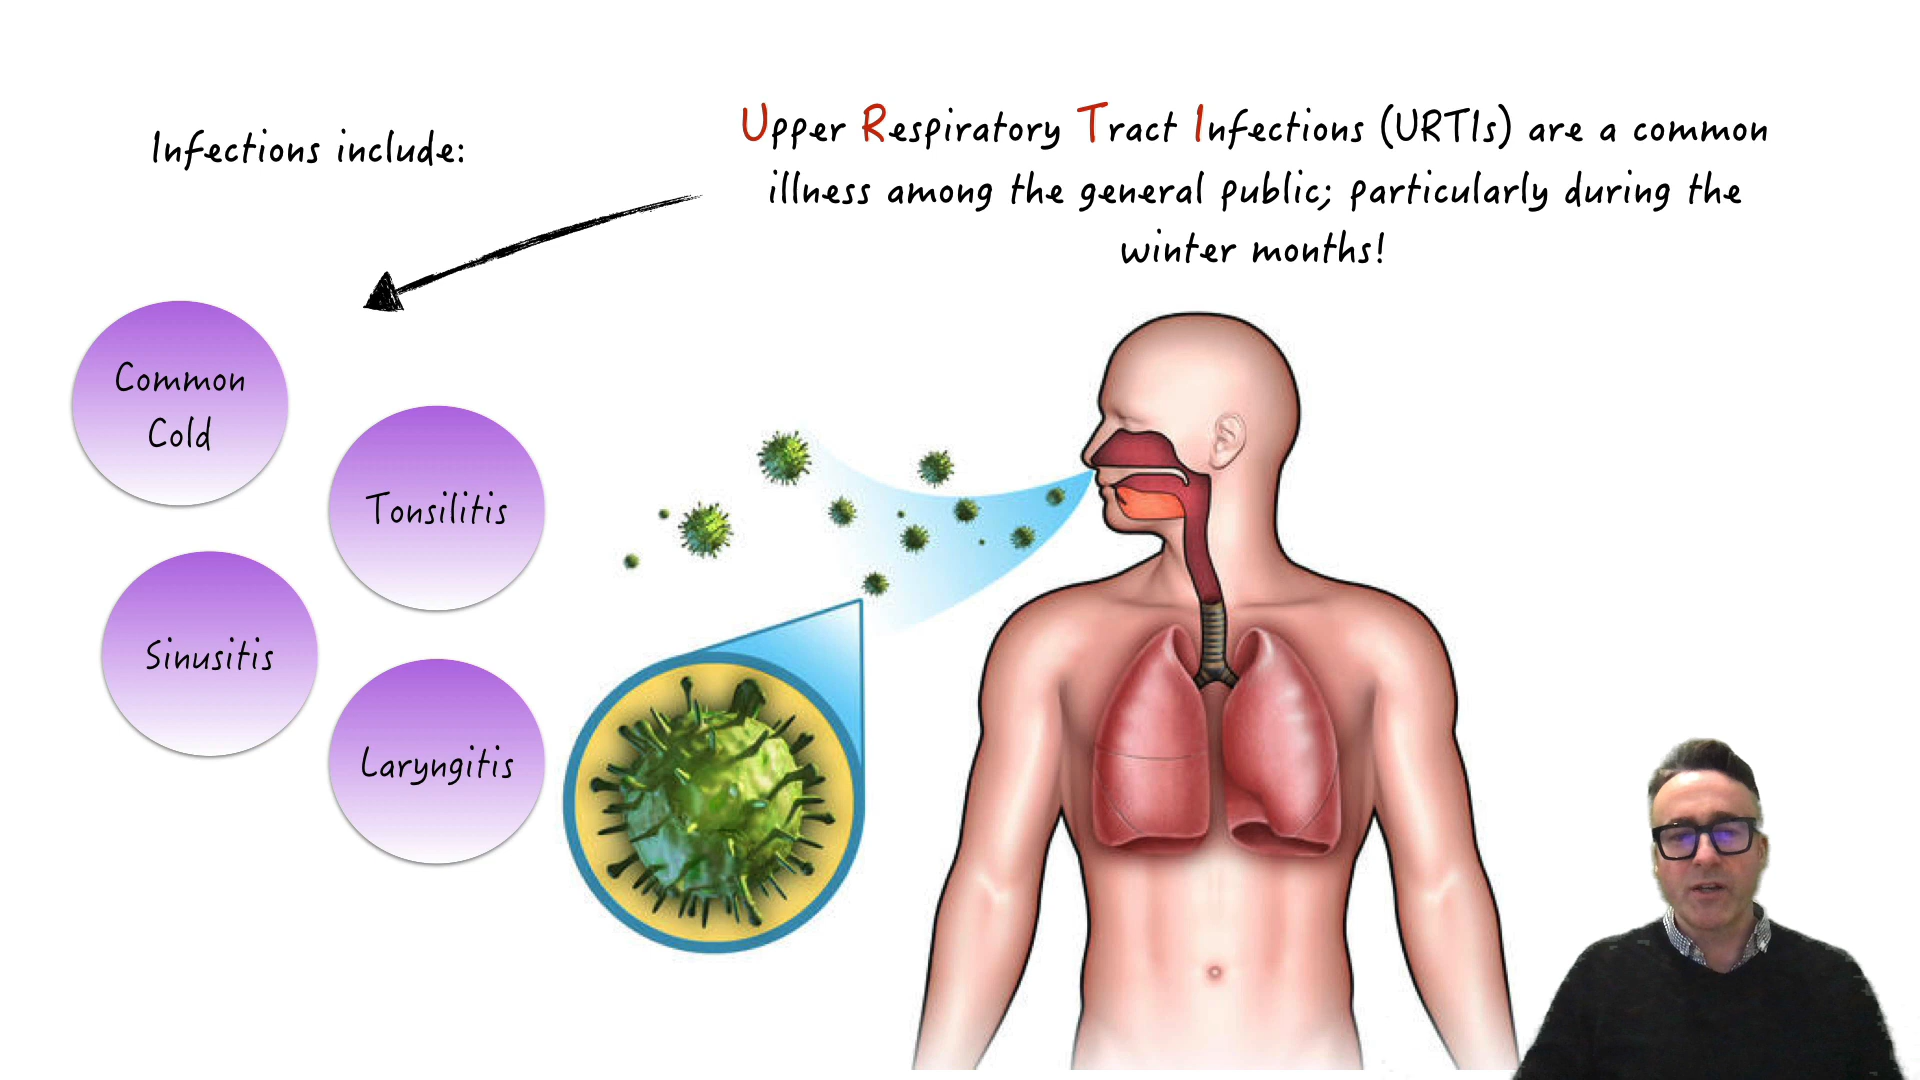 Infections include:
Upper Respiratory Tract Infections (URTIs) are a common
illness among the general public; particularly during the
winter months!
Common
Cold
Tonsilitis
Sinusitis
Laryngitis